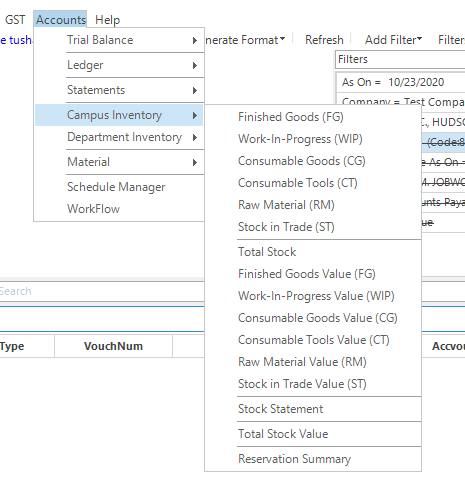 GST Accounts Help
e tusha
nerate Format Refresh Add Filter Filters
Trial Balance
Ledger
Statements
Campus Inventory
Department Inventory
Material
Schedule Manager
WorkFlow
Filters
As On = 10/23/2020
Company = Test Compa
C., HUDS
(Code:8
e As On =
M. JOBWO
unts Paya
ue
Finished Goods (FG)
Work-In-Progress (WIP)
Consumable Goods (CG)
Consumable Tools (CT)
Raw Material (RM)
Stock in Trade (ST)
Total Stock
Finished Goods Value (FG)
Work-In-Progress Value (WIP)
Consumable Goods Value (CG)
Consumable Tools Value (CT)
Raw Material Value (RM)
Stock in Trade Value (ST)
Stock Statement
Total Stock Value
Reservation Summary
Search
Type VouchNum Accvou